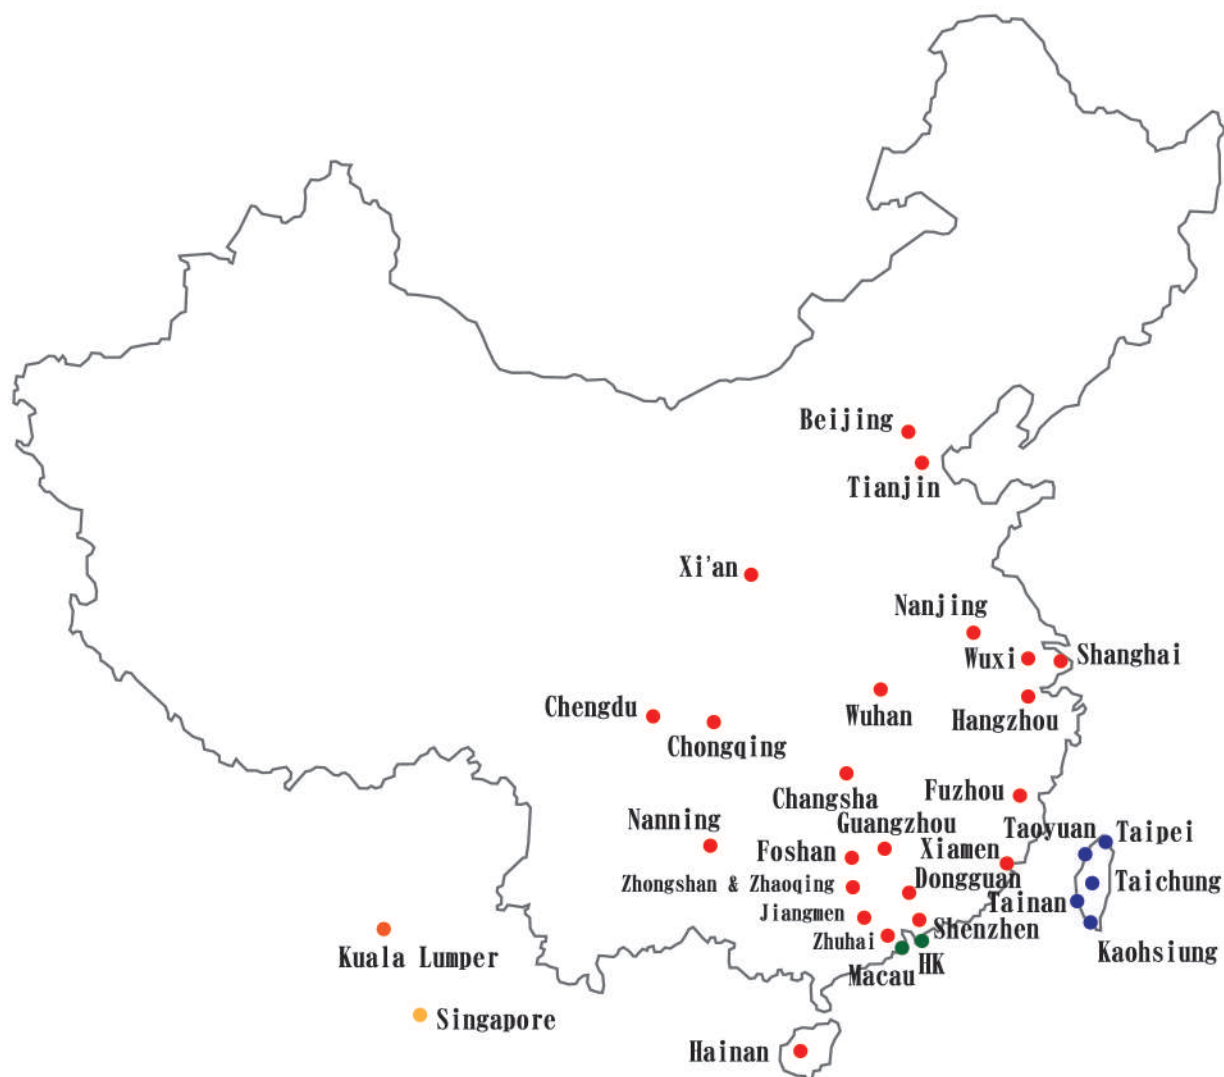 Beijing
Tianjin
Xi'an
Nanjing
Wuxi
Shanghai
Chengdu
Wuhan
Hangzhou
Chongqing
Changsha
Fuzhou
Nanning
Guangzhou
Taoyuan
Taipei
Foshan
Xiamen
Zhongshan & Zhaoqing
Dongguan
Taichung
Tainan
Jiangmen
Shenzhen
Zhuhai
Kaohsiung
Kuala Lumper
Macau
HK
Singapore
Hainan